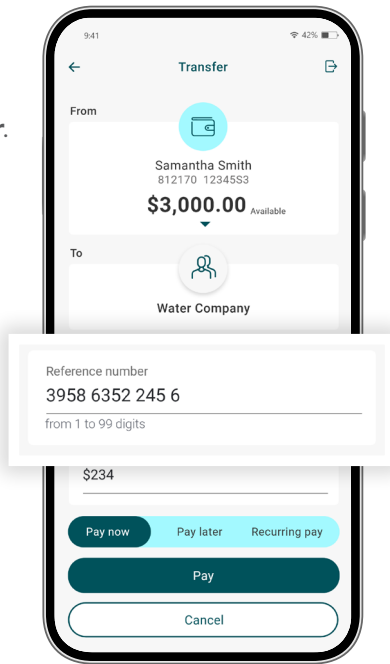 9:41
42%
Transfer
r.
From
Samantha Smith
812170 12345S3
$3,000.00 Available
To
Water Company
Reference number
3958 6352 245 6
from 1 to 99 digits
$234
Pay now Pay later Recurring pay
Pay
Cancel